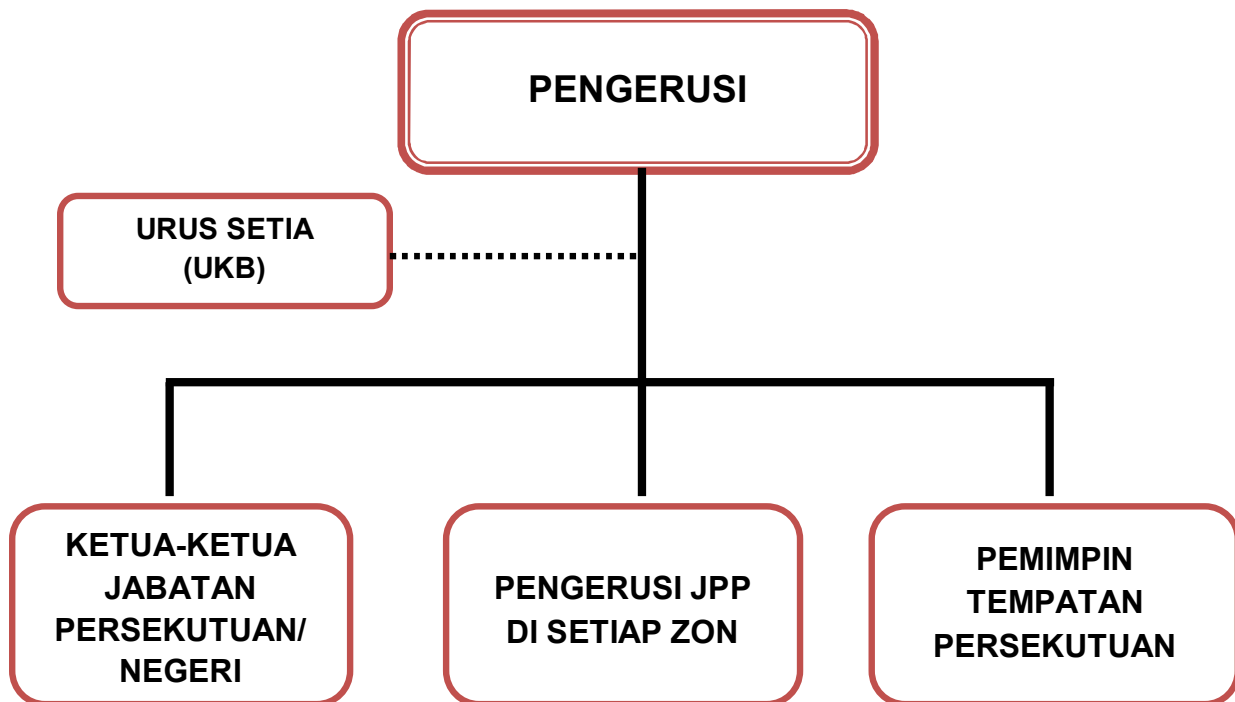 PENGERUSI
URUS SETIA
(UKB)
KETUA-KETUA
JABATAN
PERSEKUTUAN/
NEGERI
PENGERUSI JPP
DI SETIAP ZON
PEMIMPIN
TEMPATAN
PERSEKUTUAN